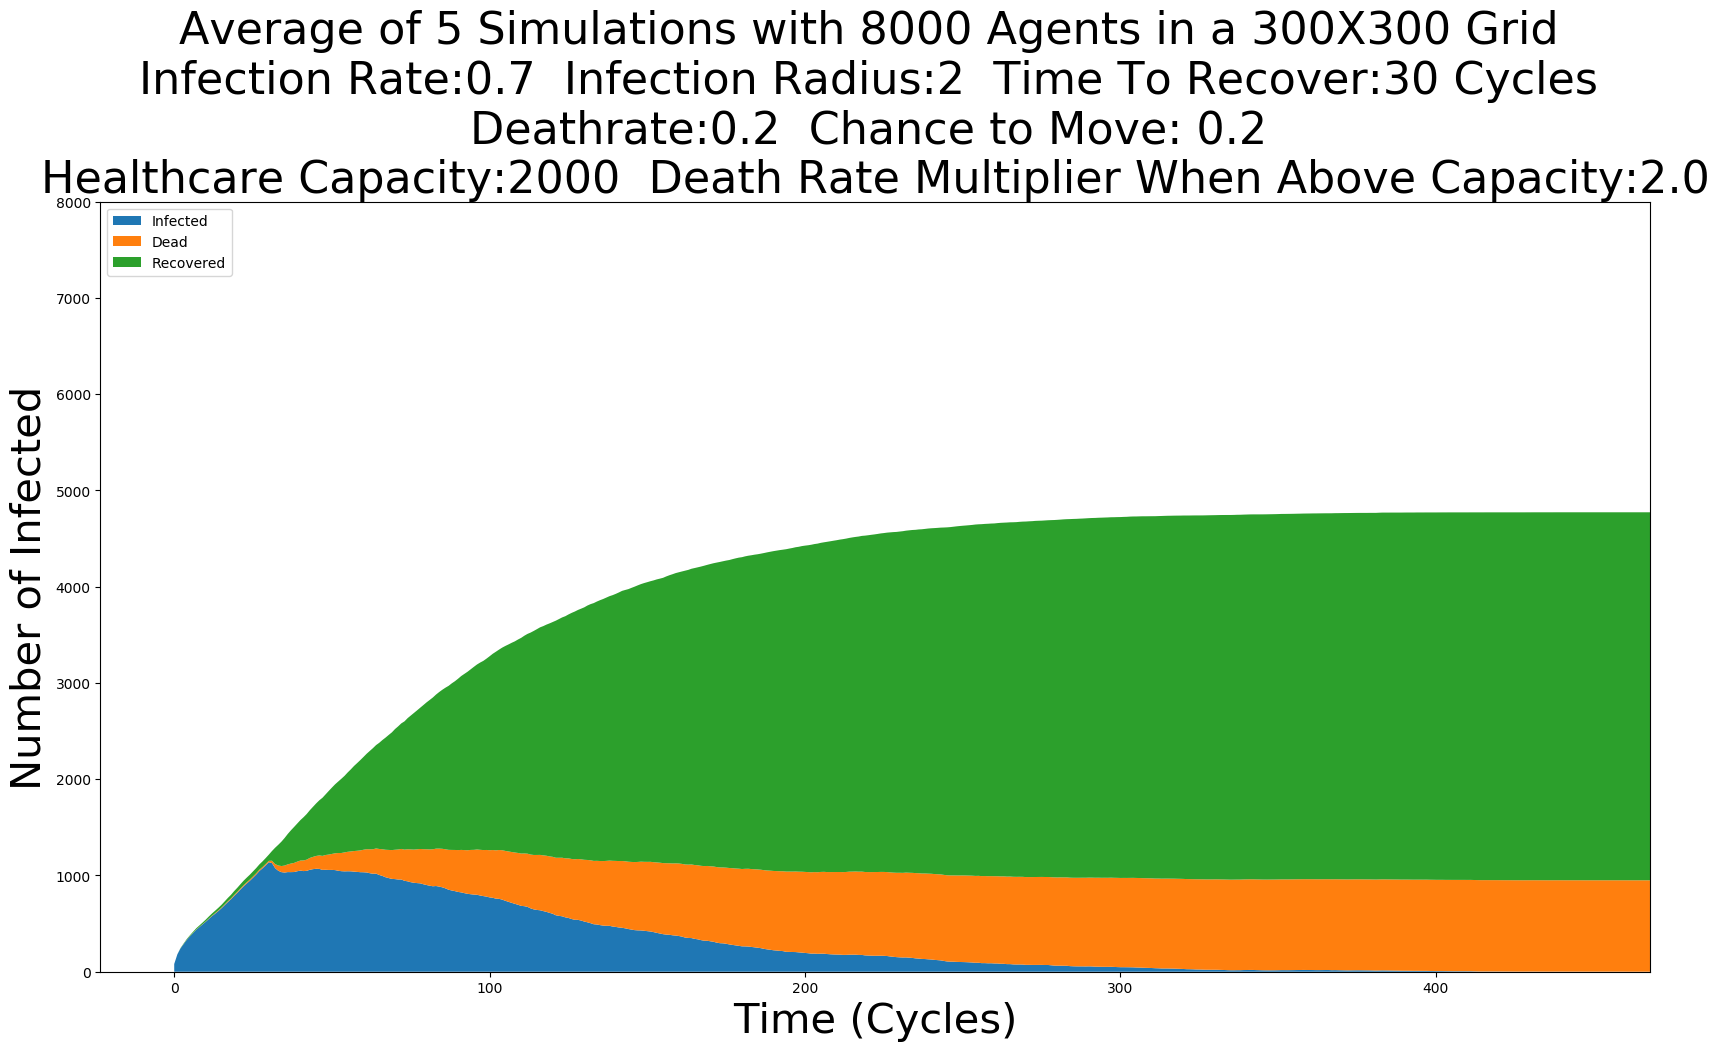 Average of 5 Simulations with 8000 Agents in a 300X300 Grid
Infection Rate:0.7  Infection Radius:2  Time To Recover:30 Cycles
Deathrate:0.2  Chance to Move: 0.2
Healthcare Capacity:2000  Death Rate Multiplier When Above Capacity:2.0
8000
7000
6000
5000
4000
3000
2000
1000
0
Infected
Dead
Recovered
Number of Infected
0
100
200
300
400
Time (Cycles)